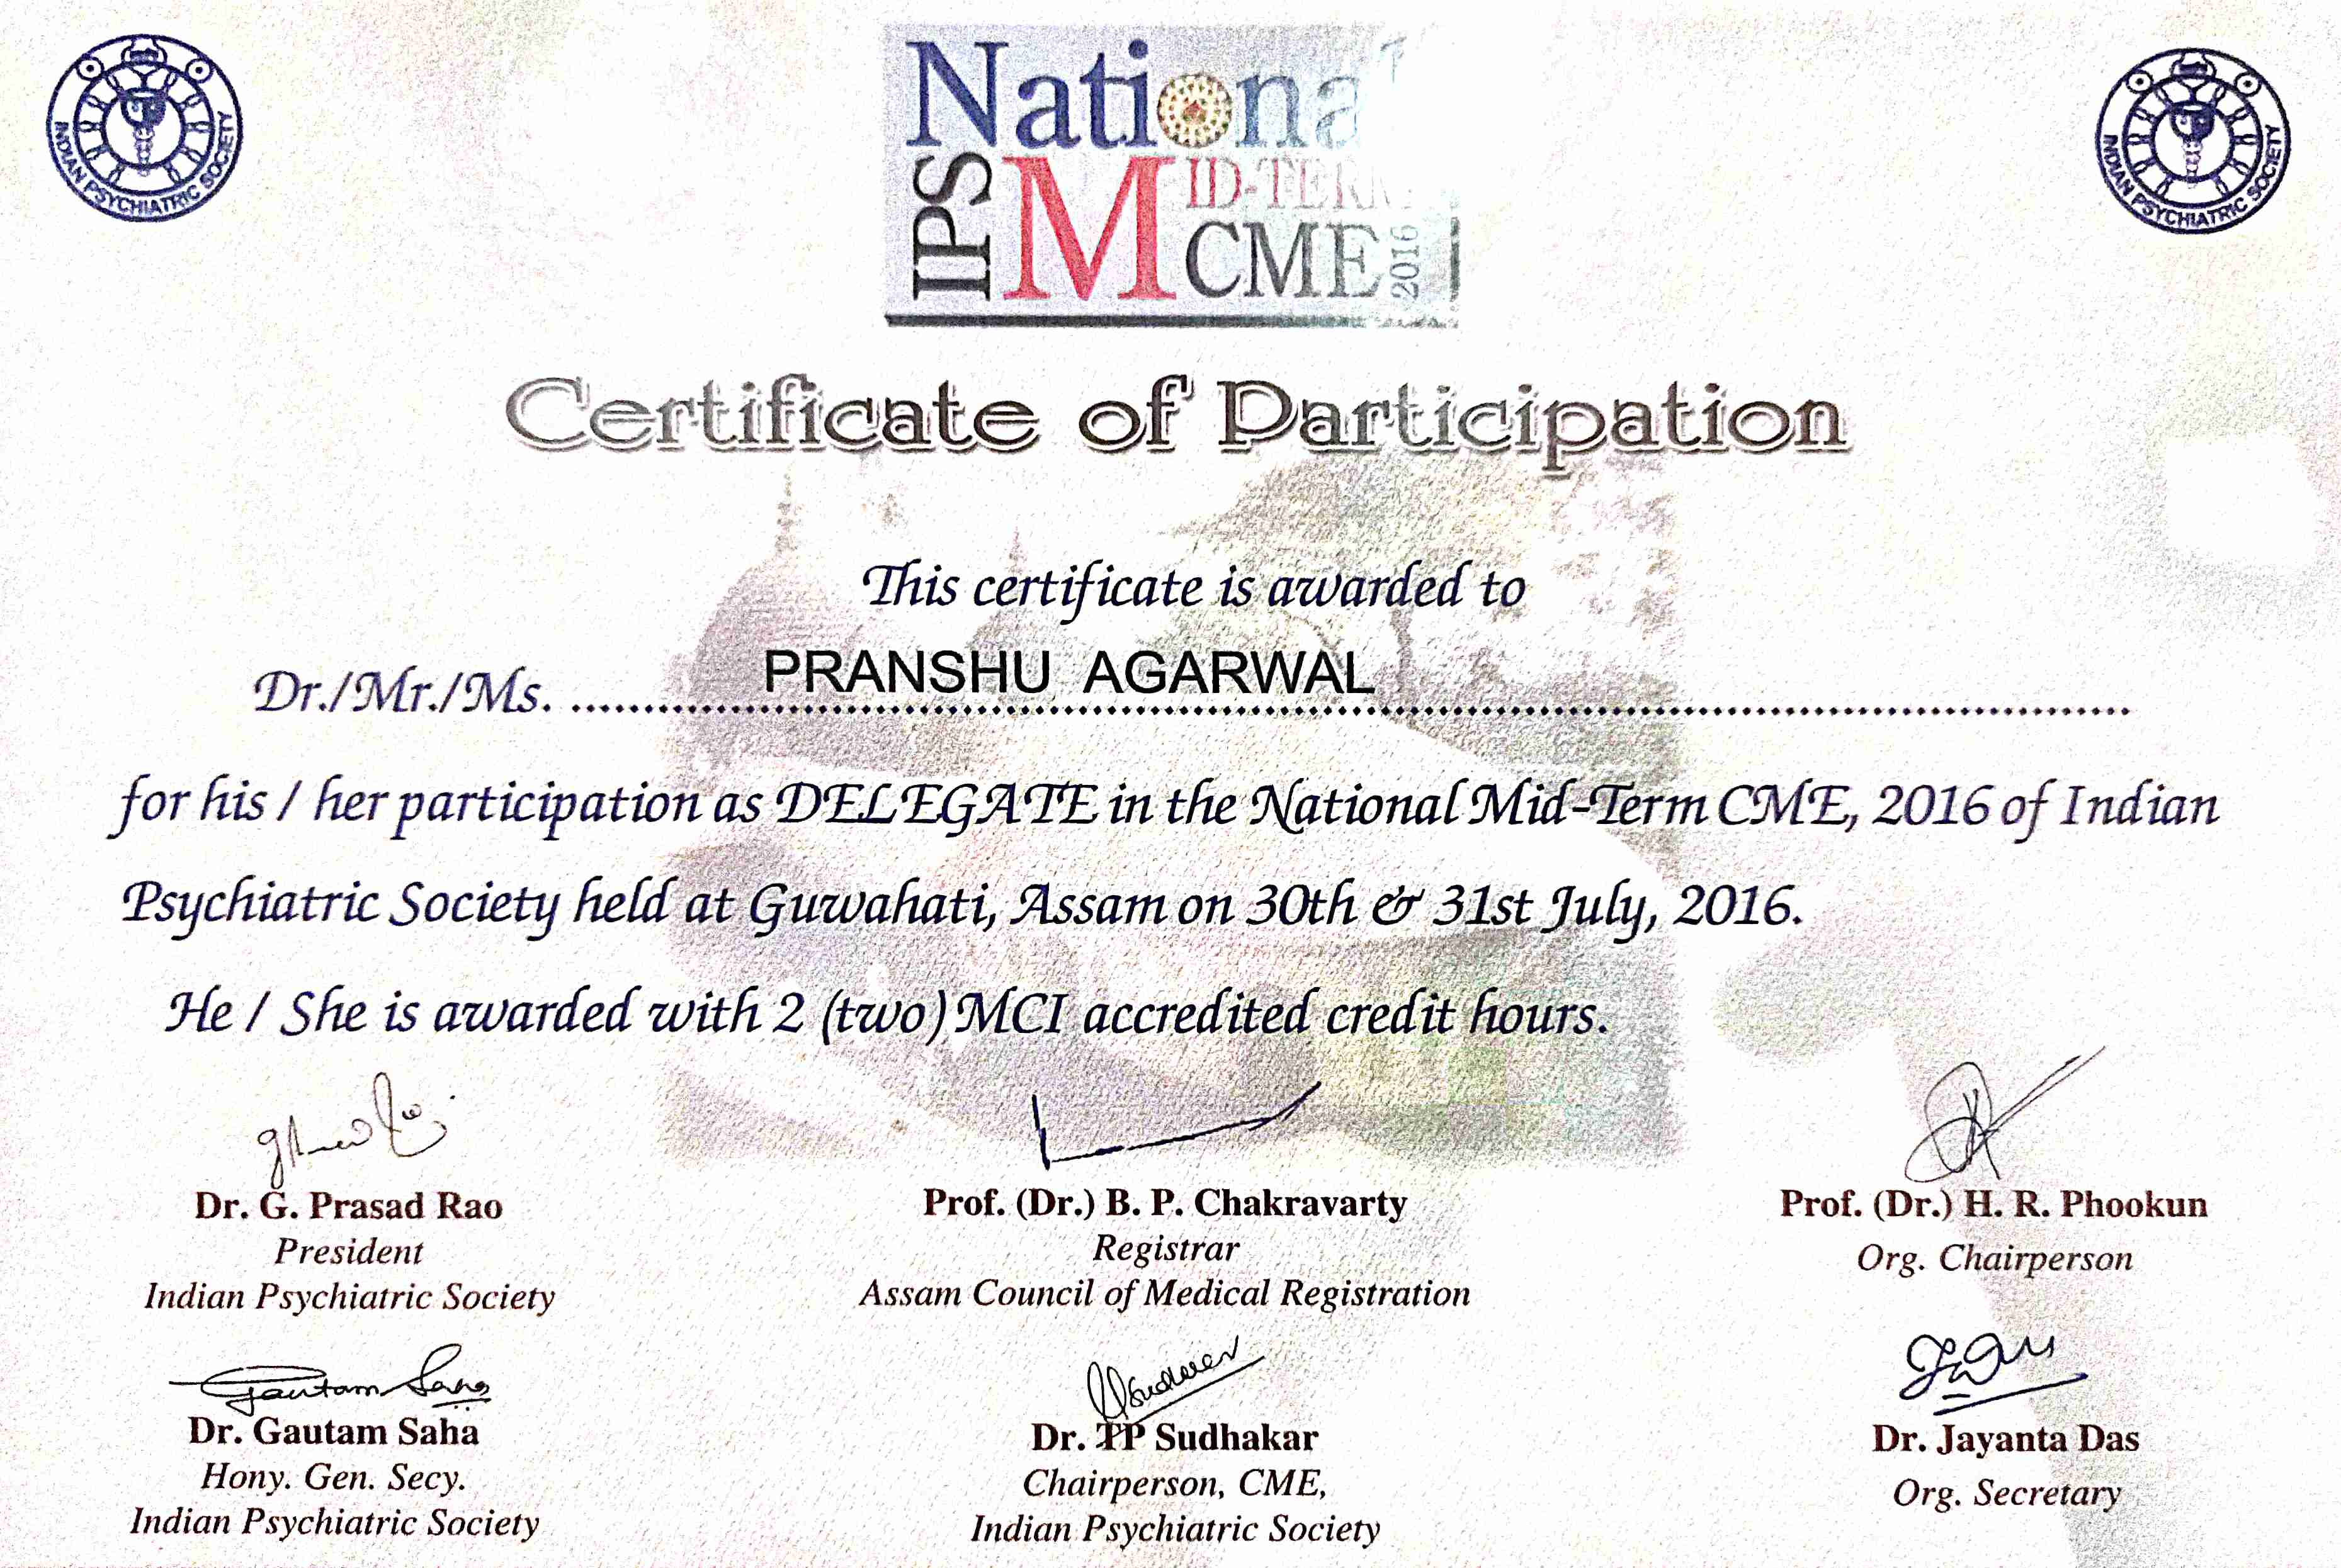 INDIAN PSYCHIATRIC SOCIETY
INDIAN PSYCHIATRIC SOCIETY
National
IPS MID-TERM
CME 2016
Certificate of Participation
This certificate is awarded to
Dr./Mr./Ms. PRANSHU AGARWAL
for his / her participation as DELEGATE in the National Mid-Term CME, 2016 of Indian
Psychiatric Society held at Guwahati, Assam on 30th & 31st July, 2016.
He / She is awarded with 2 (two) MCI accredited credit hours.
Dr. G. Prasad Rao
President
Indian Psychiatric Society
Prof. (Dr.) B. P. Chakravarty
Registrar
Assam Council of Medical Registration
Prof. (Dr.) H. R. Phookun
Org. Chairperson
Gautam Saha
Dr. Gautam Saha
Hony. Gen. Secy.
Indian Psychiatric Society
Dr. TP Sudhakar
Chairperson, CME,
Indian Psychiatric Society
Dr. Jayanta Das
Org. Secretary